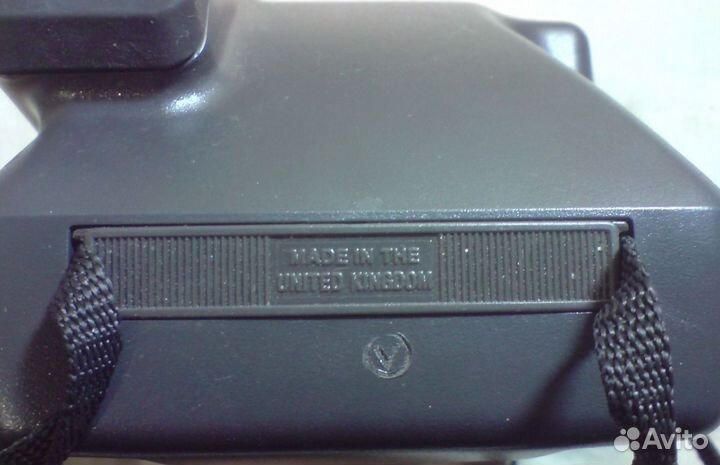 MADE IN THE
UNITED KINGDOM
V
Avito